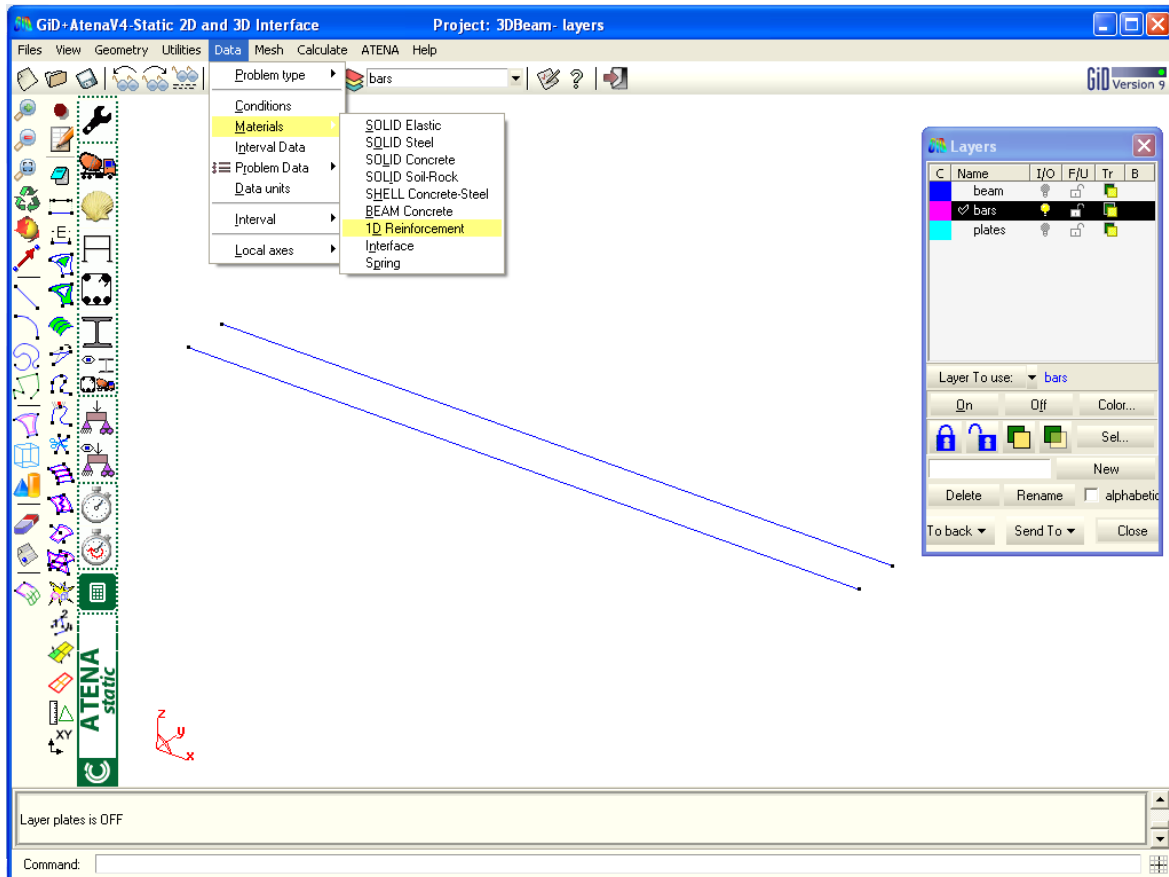 GiD+AtenaV4-Static 2D and 3D Interface Project: 3DBeam- layers
Files View Geometry Utilities Data Mesh Calculate ATENA Help
bars
GiD Version 9
Problem type
Conditions
Materials
Interval Data
Problem Data
Data units
Interval
Local axes
SOLID Elastic
SOLID Steel
SOLID Concrete
SOLID Soil-Rock
SHELL Concrete-Steel
BEAM Concrete
1D Reinforcement
Interface
Spring
Layers
C Name I/O F/U Tr B
beam
bars
plates
Layer To use: bars
On Off Color...
Sel...
New
Delete Rename alphabetic
To back Send To Close
E
2
1
XY
ATENA
static
z
y
x
Layer plates is OFF
Command: